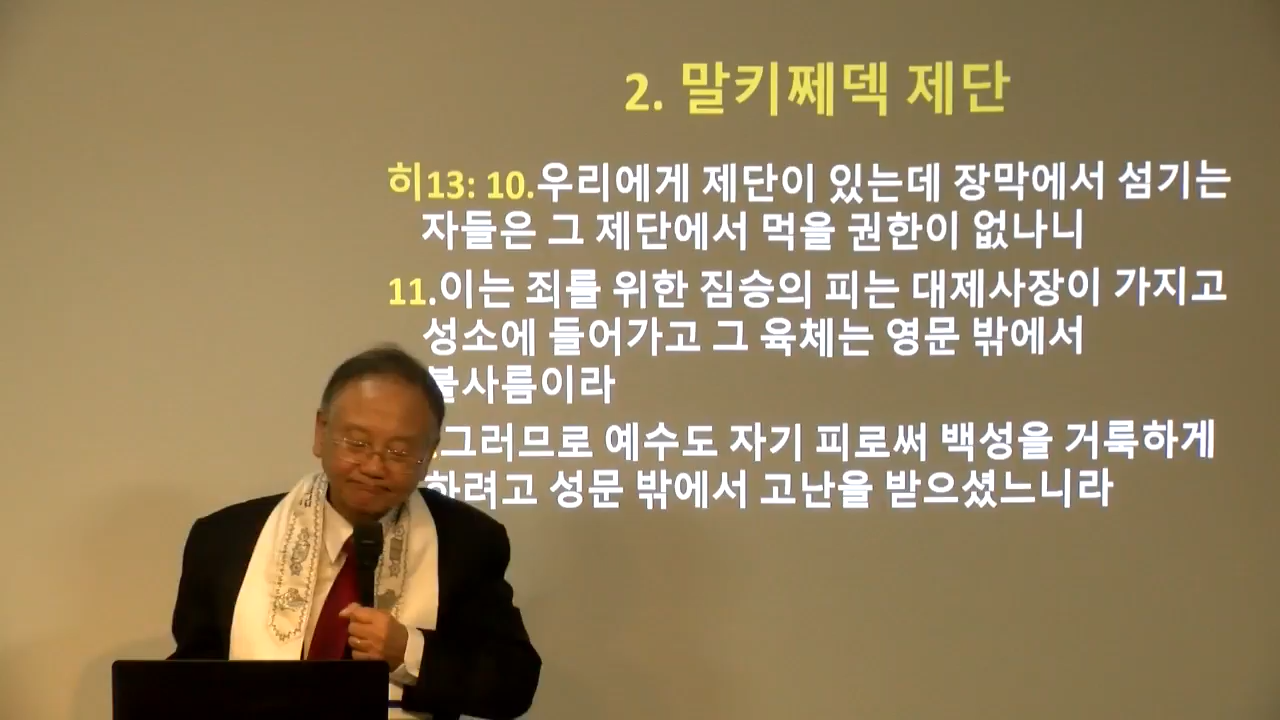 2. 말키쩨덱 제단
히13: 10.우리에게 제단이 있는데 장막에서 섬기는
자들은 그 제단에서 먹을 권한이 없나니
11.이는 죄를 위한 짐승의 피는 대제사장이 가지고
성소에 들어가고 그 육체는 영문 밖에서
불사름이라
.그러므로 예수도 자기 피로써 백성을 거룩하게
하려고 성문 밖에서 고난을 받으셨느니라